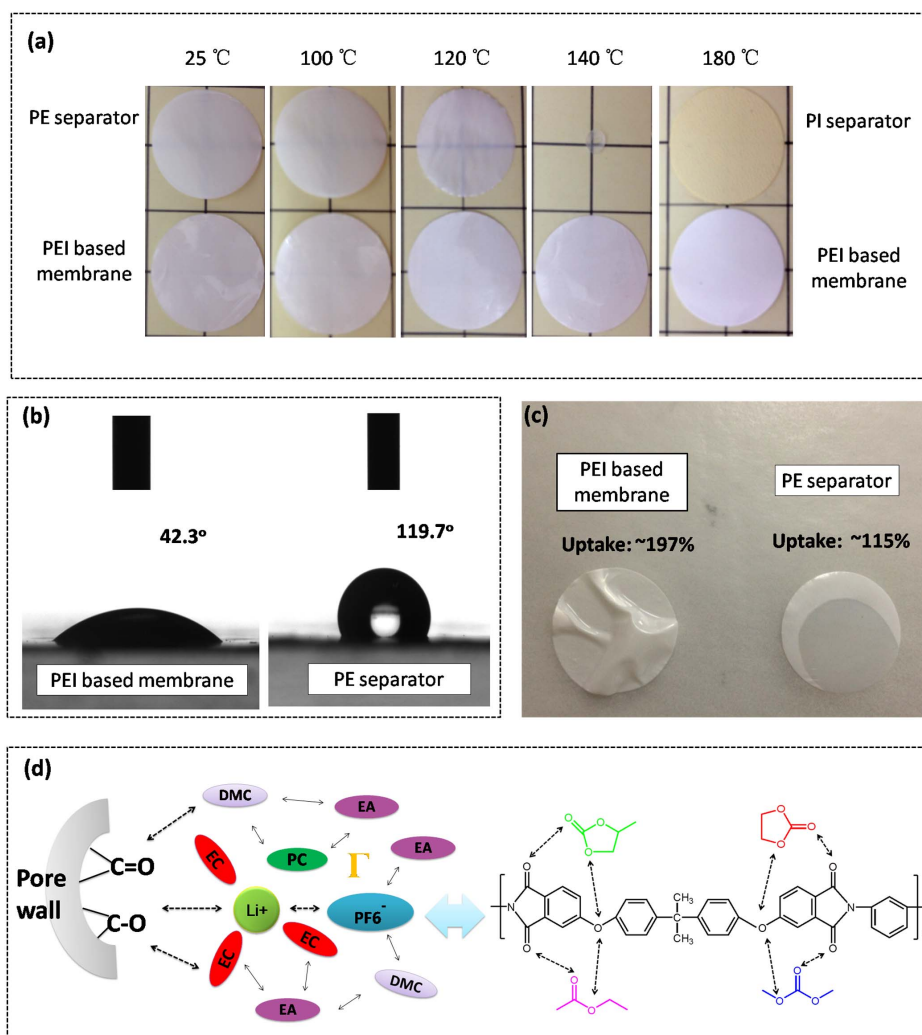 (a)
25 ℃ 100 ℃ 120 ℃ 140 ℃ 180 ℃
PE separator
PI separator
PEI based
membrane
PEI based
membrane
(b)
42.3°
119.7°
PEI based membrane
PE separator
(c)
PEI based
membrane
PE separator
Uptake: ~197%
Uptake: ~115%
(d)
Pore
wall
C=O
C-O
DMC
EA
EC
PC
Γ
EA
Li+
PF6-
EC
EC
EA
DMC
O
O
O
O
O
O
O
O
N
O
CH3
CH3
O
N
O
O
O
O
O
O
O